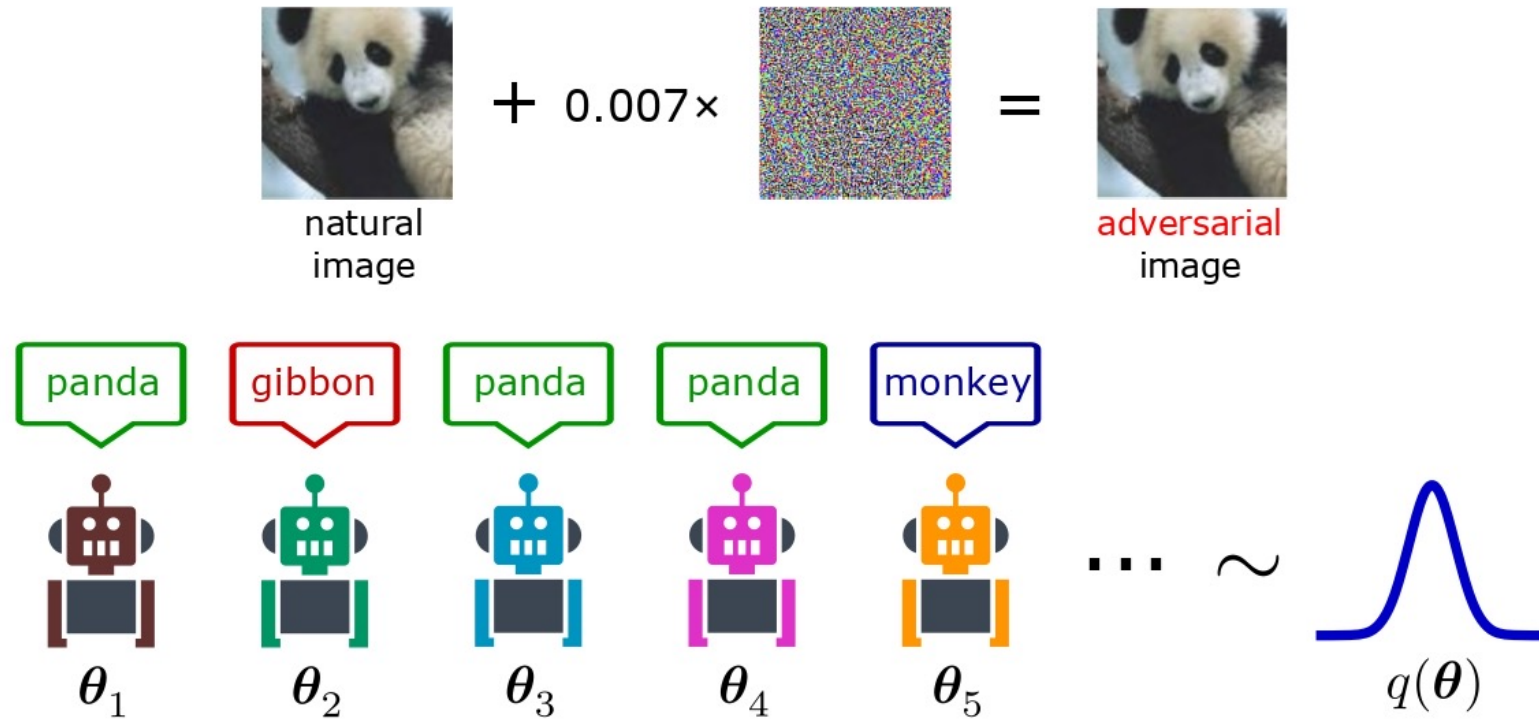 + 0.007× =
natural
image
adversarial
image
panda gibbon panda panda monkey
... ~
θ₁ θ₂ θ₃ θ₄ θ₅ q(θ)